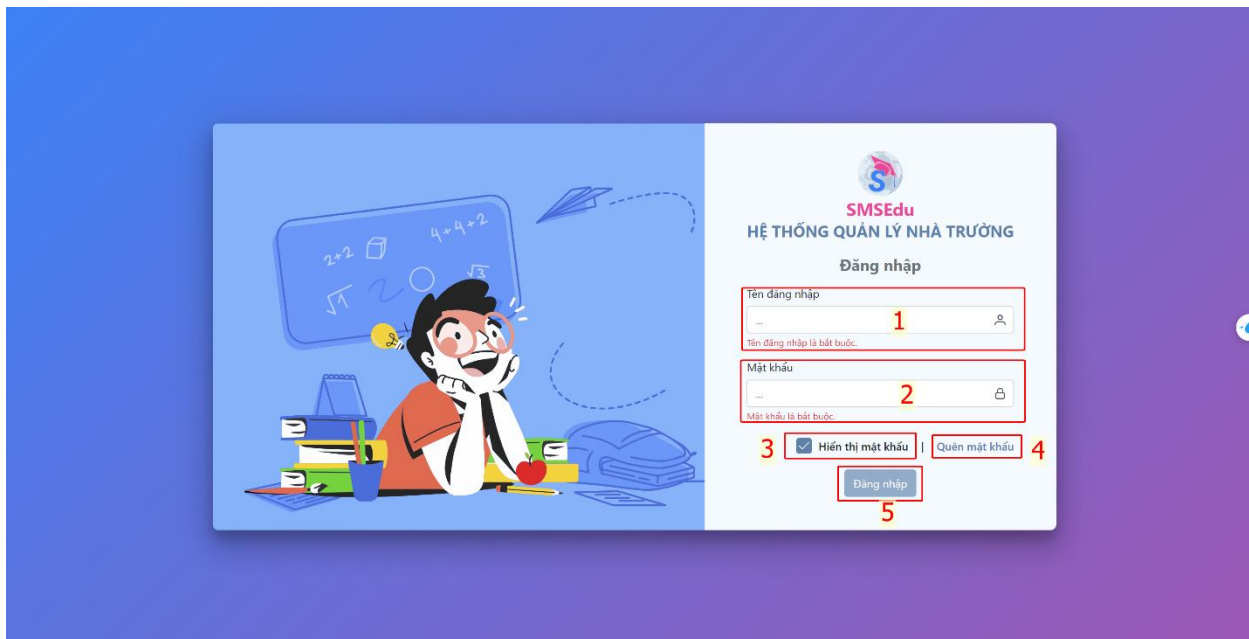 2+2
4+4+2
√1
2
√3
S
SMSEdu
HỆ THỐNG QUẢN LÝ NHÀ TRƯỜNG
Đăng nhập
Tên đăng nhập
...
1
Tên đăng nhập là bắt buộc.
Mật khẩu
...
2
Mật khẩu là bắt buộc.
3 Hiển thị mật khẩu | Quên mật khẩu 4
Đăng nhập
5